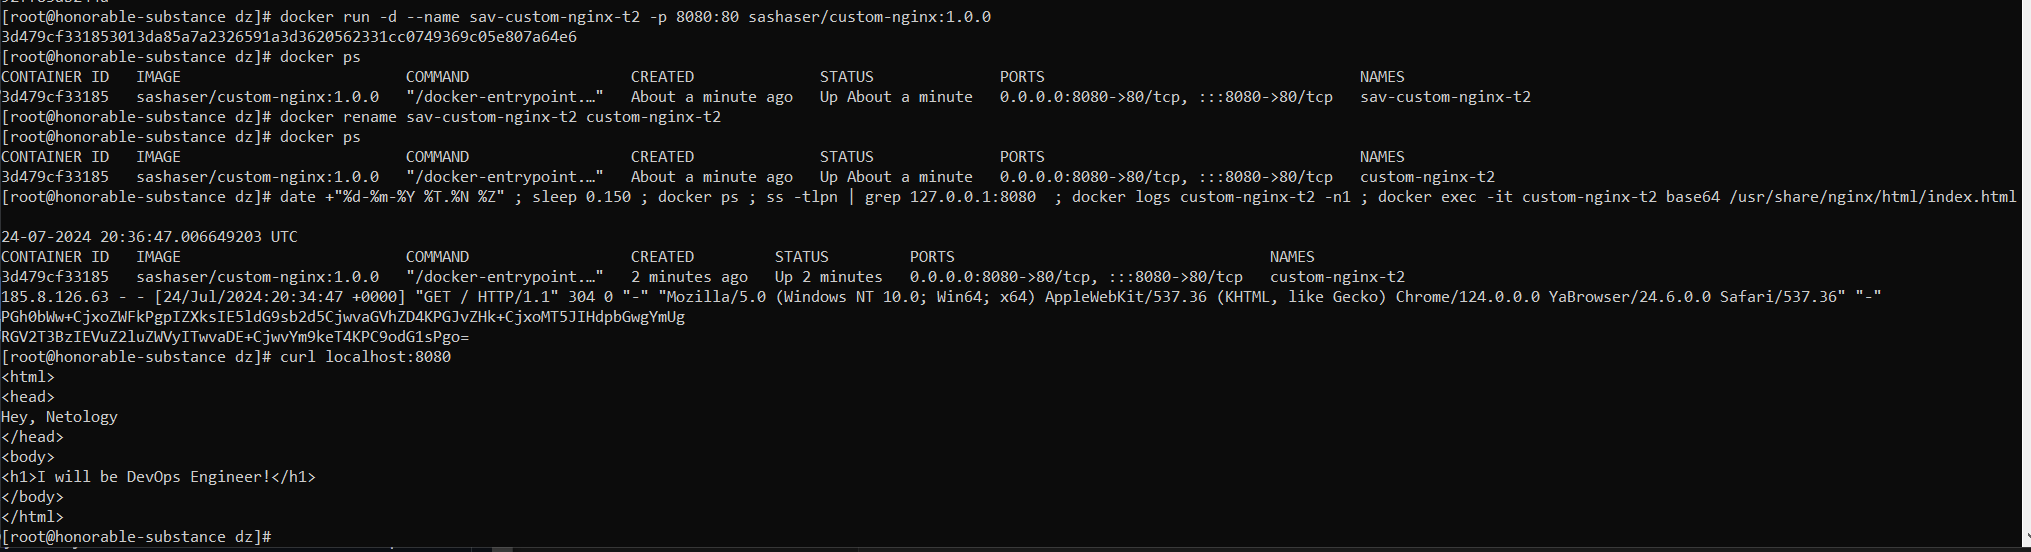 [root@honorable-substance dz]# docker run -d --name sav-custom-nginx-t2 -p 8080:80 sashaser/custom-nginx:1.0.0
3d479cf331853013da85a7a2326591a3d3620562331cc0749369c05e807a64e6
[root@honorable-substance dz]# docker ps
CONTAINER ID   IMAGE                         COMMAND                  CREATED              STATUS              PORTS                                   NAMES
3d479cf33185   sashaser/custom-nginx:1.0.0   "/docker-entrypoint.…"   About a minute ago   Up About a minute   0.0.0.0:8080->80/tcp, :::8080->80/tcp   sav-custom-nginx-t2
[root@honorable-substance dz]# docker rename sav-custom-nginx-t2 custom-nginx-t2
[root@honorable-substance dz]# docker ps
CONTAINER ID   IMAGE                         COMMAND                  CREATED              STATUS              PORTS                                   NAMES
3d479cf33185   sashaser/custom-nginx:1.0.0   "/docker-entrypoint.…"   About a minute ago   Up About a minute   0.0.0.0:8080->80/tcp, :::8080->80/tcp   custom-nginx-t2
[root@honorable-substance dz]# date +"%d-%m-%Y %T.%N %Z" ; sleep 0.150 ; docker ps ; ss -tlpn | grep 127.0.0.1:8080  ; docker logs custom-nginx-t2 -n1 ; docker exec -it custom-nginx-t2 base64 /usr/share/nginx/html/index.html
24-07-2024 20:36:47.006649203 UTC
CONTAINER ID   IMAGE                         COMMAND                  CREATED         STATUS         PORTS                                   NAMES
3d479cf33185   sashaser/custom-nginx:1.0.0   "/docker-entrypoint.…"   2 minutes ago   Up 2 minutes   0.0.0.0:8080->80/tcp, :::8080->80/tcp   custom-nginx-t2
185.8.126.63 - - [24/Jul/2024:20:34:47 +0000] "GET / HTTP/1.1" 304 0 "-" "Mozilla/5.0 (Windows NT 10.0; Win64; x64) AppleWebKit/537.36 (KHTML, like Gecko) Chrome/124.0.0.0 YaBrowser/24.6.0.0 Safari/537.36" "-"
PGh0bWw+CjxoZWFkPgpIZXksIE5ldG9sb2d5CjwvaGVhZD4KPGJvZHk+CjxoMT5JIHdpbGwgYmUg
RGV2T3BzIEVuZ2luZWVyITwvaDE+CjwvYm9keT4KPC9odG1sPgo=
[root@honorable-substance dz]# curl localhost:8080
<html>
<head>
Hey, Netology
</head>
<body>
<h1>I will be DevOps Engineer!</h1>
</body>
</html>
[root@honorable-substance dz]#